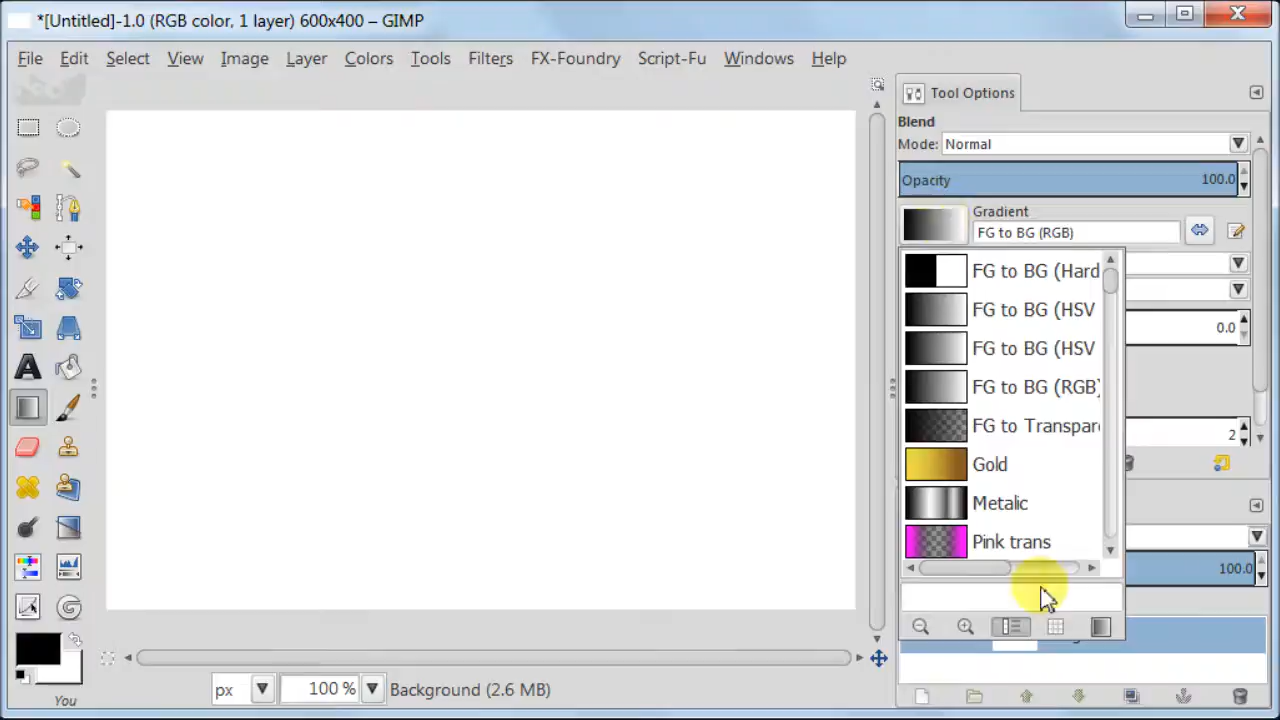 *[Untitled]-1.0 (RGB color, 1 layer) 600x400 – GIMP
File Edit Select View Image Layer Colors Tools Filters FX-Foundry Script-Fu Windows Help
Tool Options
Blend
Mode: Normal
Opacity 100.0
Gradient
FG to BG (RGB)
FG to BG (Hard
FG to BG (HSV
0.0
FG to BG (HSV
FG to BG (RGB)
FG to Transpar
2
Gold
Metalic
Pink trans
100.0
px 100 % Background (2.6 MB)
You